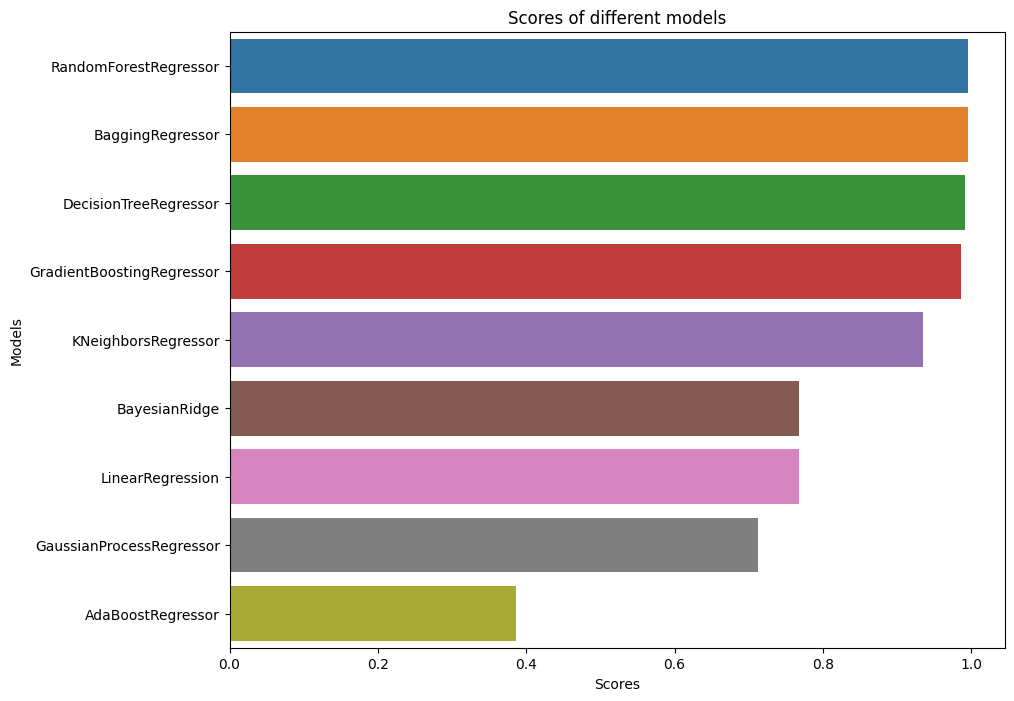 Scores of different models
Models
RandomForestRegressor
BaggingRegressor
DecisionTreeRegressor
GradientBoostingRegressor
KNeighborsRegressor
BayesianRidge
LinearRegression
GaussianProcessRegressor
AdaBoostRegressor
0.0 0.2 0.4 0.6 0.8 1.0
Scores